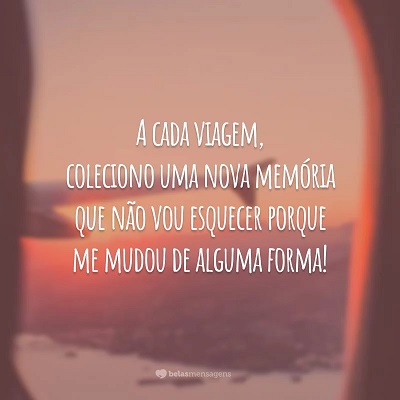 A CADA VIAGEM,
COLECIONO UMA NOVA MEMÓRIA
QUE NÃO VOU ESQUECER PORQUE
ME MUDOU DE ALGUMA FORMA!
belasmensagens